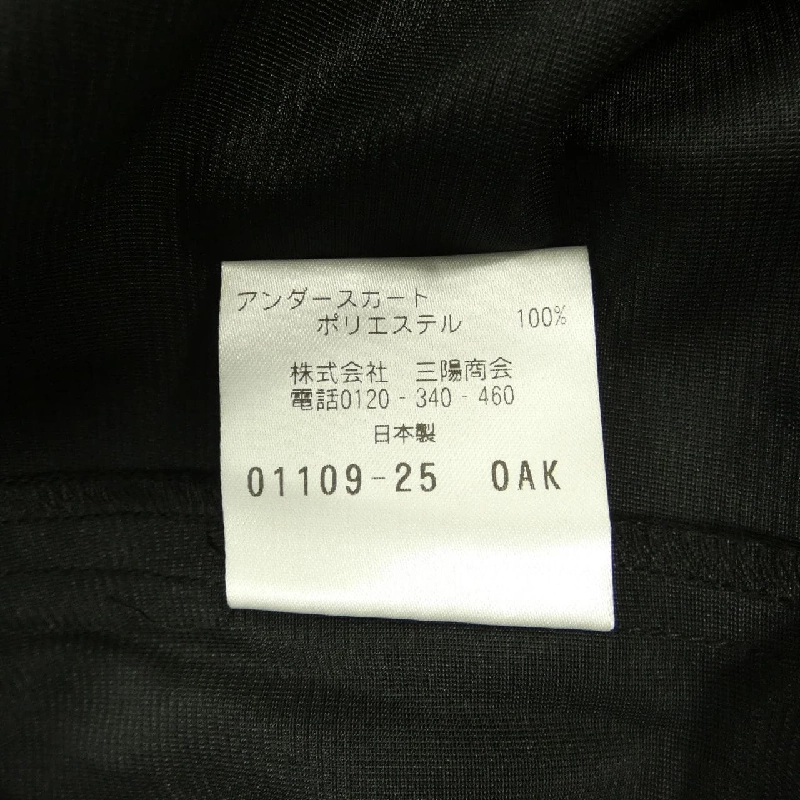 アンダースカート
ポリエステル 100%
株式会社 三陽商会
電話0120-340-460
日本製
01109-25 OAK